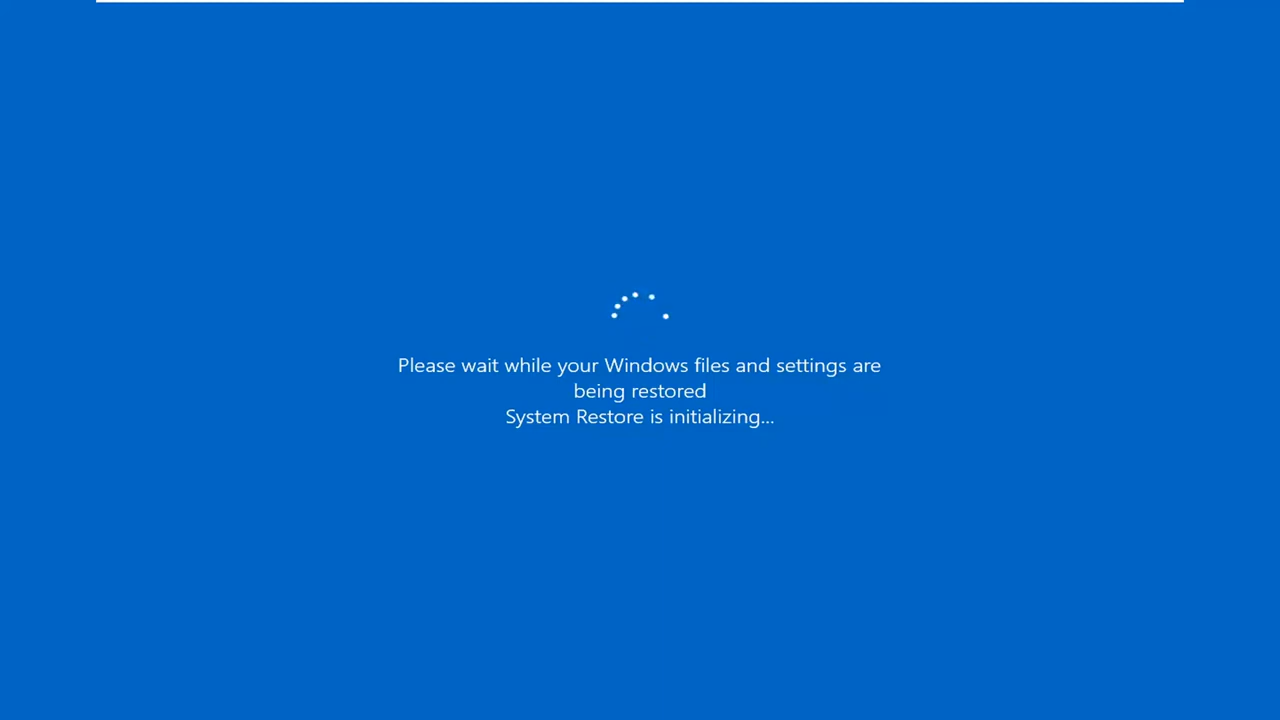 Please wait while your Windows files and settings are
being restored
System Restore is initializing...